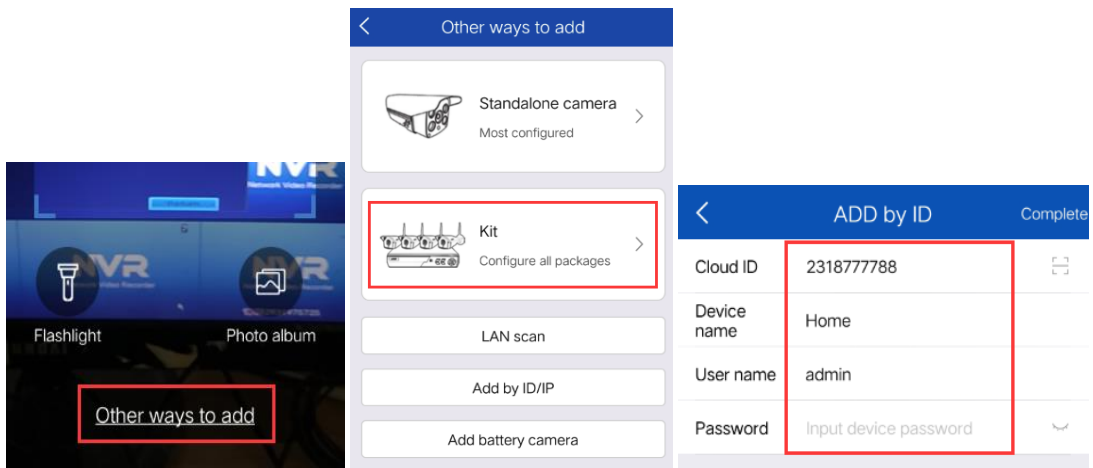 NVR
Network Video Recorder
NVR
Flashlight
Photo album
Other ways to add
Other ways to add
Standalone camera
Most configured
Kit
Configure all packages
LAN scan
Add by ID/IP
Add battery camera
ADD by ID
Complete
Cloud ID
2318777788
Device name
Home
User name
admin
Password
Input device password